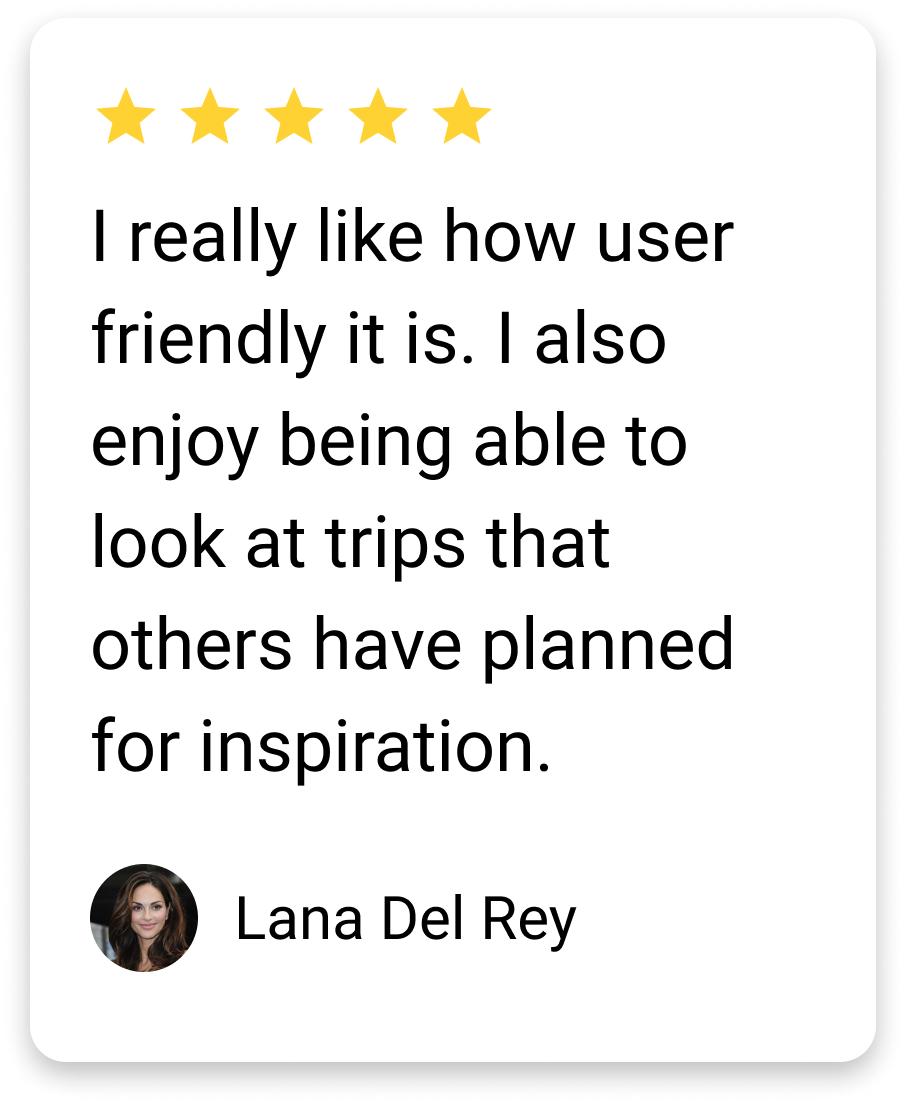 I really like how user
friendly it is. I also
enjoy being able to
look at trips that
others have planned
for inspiration.
Lana Del Rey